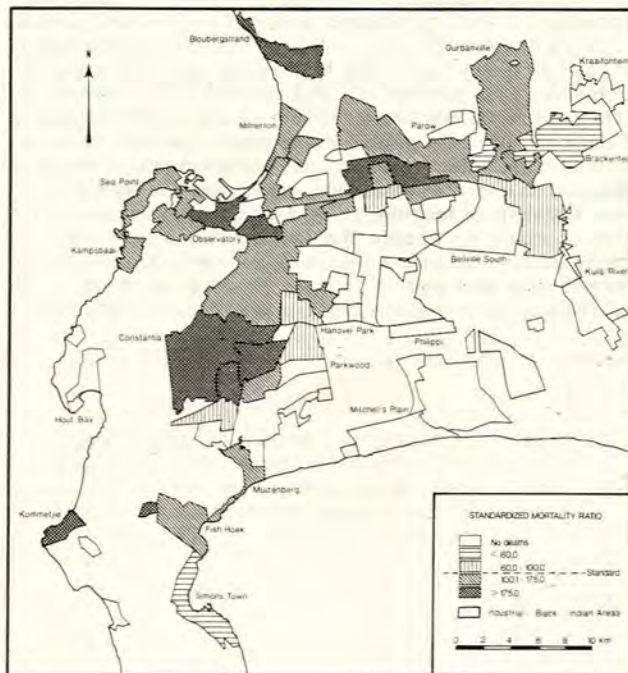 Bloubergstrand
Durbanville
Kraaifontein
N
Milnerton
Parow
Brackenfell
Sea Point
Kampsbaai
Observatory
Bellville South
Kuils River
Constantia
Hanover Park
Philippi
Parkwood
Mitchell's Plain
Hout Bay
Muizenberg
Kommetjie
Fish Hoek
Simons Town
STANDARDIZED MORTALITY RATIO
No deaths
< 60,0
60,0 - 100,0
Standard
100,1 - 175,0
> 175,0
Industrial - Black - Indian Areas
0 2 4 6 8 10 km